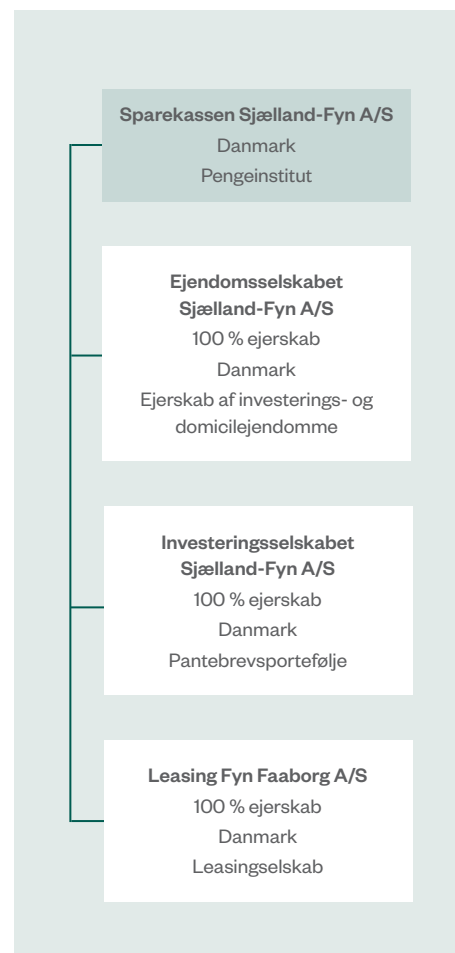 Sparekassen Sjælland-Fyn A/S
Danmark
Pengeinstitut
Ejendomsselskabet
Sjælland-Fyn A/S
100 % ejerskab
Danmark
Ejerskab af investerings- og
domicilejendomme
Investeringsselskabet
Sjælland-Fyn A/S
100 % ejerskab
Danmark
Pantebrevsportefølje
Leasing Fyn Faaborg A/S
100 % ejerskab
Danmark
Leasingselskab